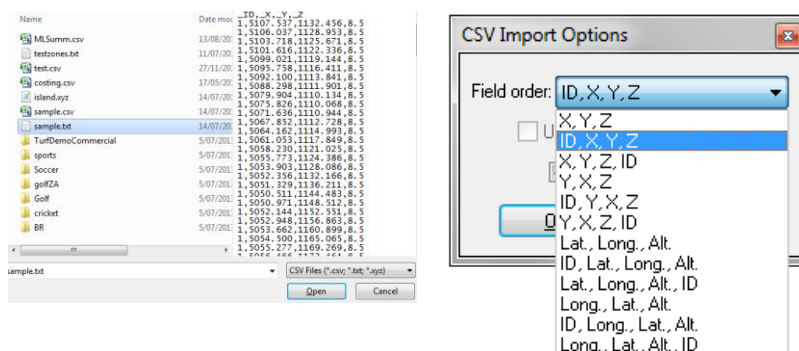 Name Date mo
MLSumm.csv 13/08/20
testzones.txt 11/07/20
test.csv 27/11/20
costing.csv 17/05/20
island.xyz 14/07/20
sample.csv 14/07/20
sample.txt 14/07/20
TurfDemoCommercial 5/07/201
sports 5/07/201
Soccer 5/07/201
golfZA 5/07/201
Golf 5/07/201
cricket 5/07/201
BR 5/07/201
_ID,_X,_Y,_Z
1,5107.537,1132.456,8.5
1,5106.037,1128.953,8.5
1,5103.718,1125.671,8.5
1,5101.616,1122.336,8.5
1,5099.021,1119.144,8.5
1,5095.758,1116.411,8.5
1,5092.100,1113.841,8.5
1,5088.298,1111.901,8.5
1,5079.904,1110.134,8.5
1,5075.826,1110.068,8.5
1,5071.636,1110.944,8.5
1,5067.852,1112.728,8.5
1,5064.162,1114.993,8.5
1,5061.053,1117.849,8.5
1,5058.230,1121.025,8.5
1,5055.773,1124.386,8.5
1,5053.903,1128.086,8.5
1,5052.356,1132.166,8.5
1,5051.329,1136.211,8.5
1,5050.511,1144.483,8.5
1,5050.971,1148.512,8.5
1,5052.144,1152.551,8.5
1,5052.948,1156.863,8.5
1,5053.662,1160.899,8.5
1,5054.500,1165.065,8.5
1,5055.277,1169.269,8.5
sample.txt
CSV Files (*.csv; *.txt; *.xyz)
Open Cancel
CSV Import Options
Field order: ID,X,Y,Z
U
X,Y,Z
ID,X,Y,Z
X,Y,Z,ID
Y,X,Z
ID,Y,X,Z
O
Y,X,Z,ID
Lat., Long., Alt.
ID, Lat., Long., Alt.
Lat., Long., Alt., ID
Long., Lat., Alt.
ID, Long., Lat., Alt.
Long., Lat., Alt., ID